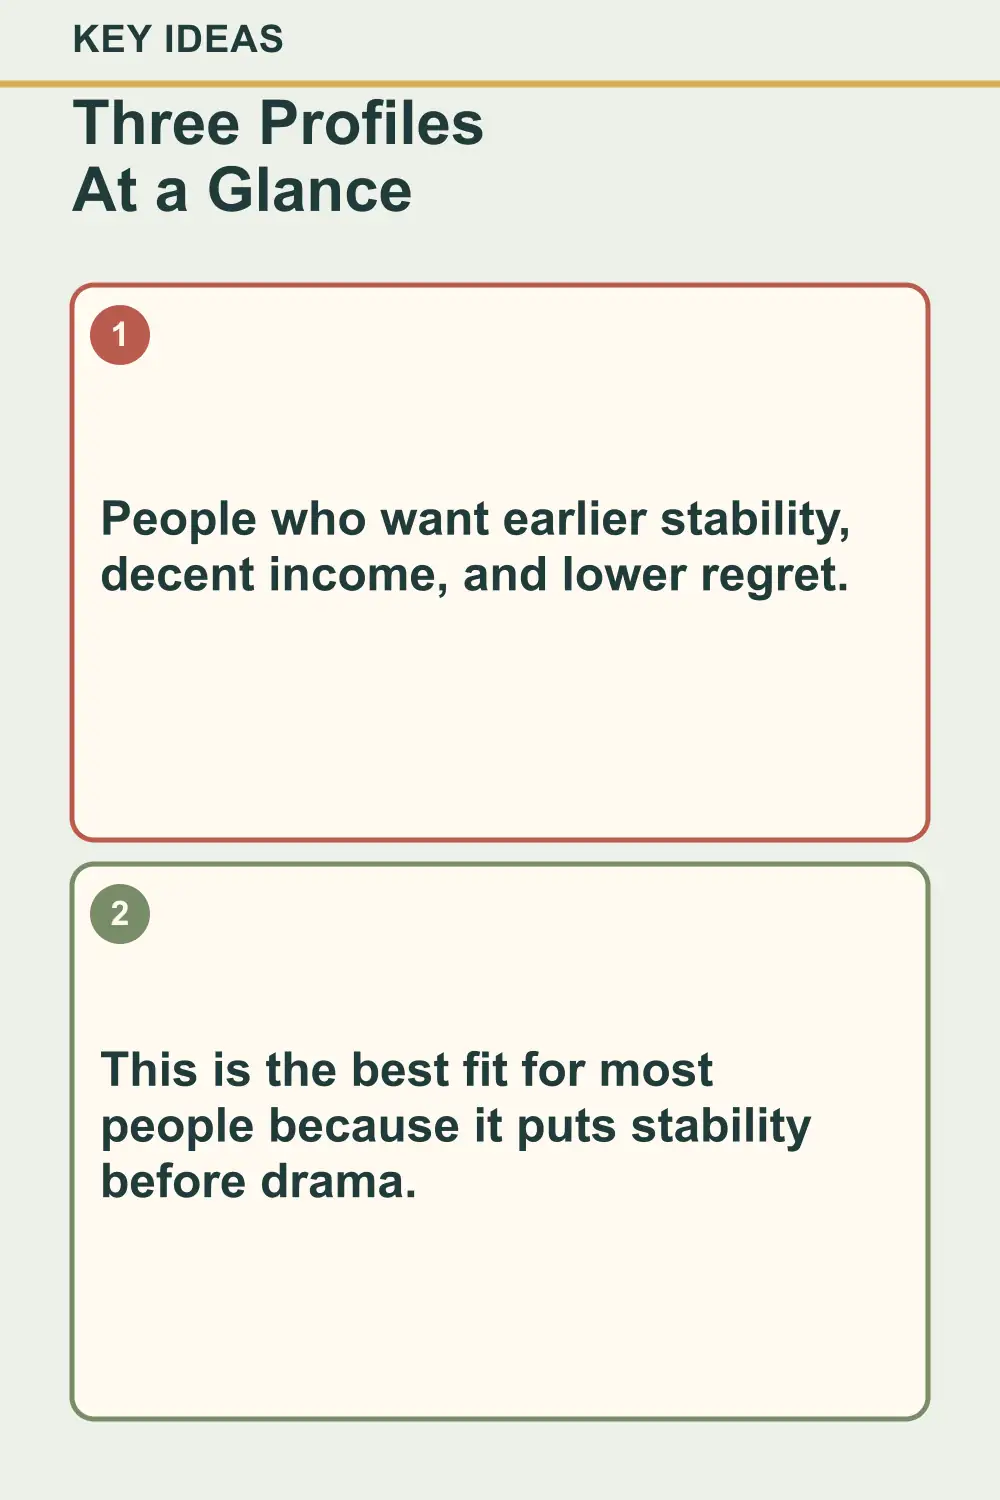 KEY IDEAS
Three Profiles
At a Glance
1
People who want earlier stability,
decent income, and lower regret.
2
This is the best fit for most
people because it puts stability
before drama.